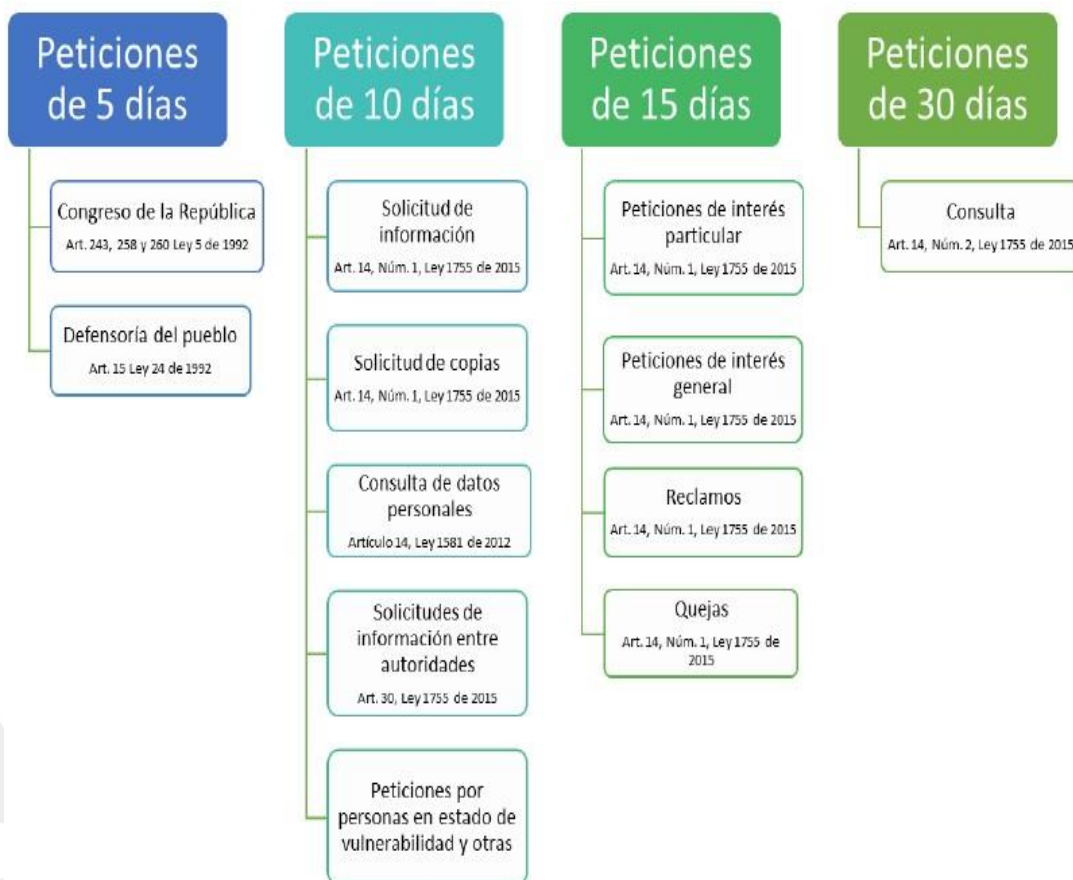 Peticiones
de 5 días
Congreso de la República
Art. 243, 258 y 260 Ley 5 de 1992
Defensoría del pueblo
Art. 15 Ley 24 de 1992
Peticiones
de 10 días
Solicitud de
información
Art. 14, Núm. 1, Ley 1755 de 2015
Solicitud de copias
Art. 14, Núm. 1, Ley 1755 de 2015
Consulta de datos
personales
Artículo 14, Ley 1581 de 2012
Solicitudes de
información entre
autoridades
Art. 30, Ley 1755 de 2015
Peticiones por
personas en estado de
vulnerabilidad y otras
Peticiones
de 15 días
Peticiones de interés
particular
Art. 14, Núm. 1, Ley 1755 de 2015
Peticiones de interés
general
Art. 14, Núm. 1, Ley 1755 de 2015
Reclamos
Art. 14, Núm. 1, Ley 1755 de 2015
Quejas
Art. 14, Núm. 1, Ley 1755 de
2015
Peticiones
de 30 días
Consulta
Art. 14, Núm. 2, Ley 1755 de 2015